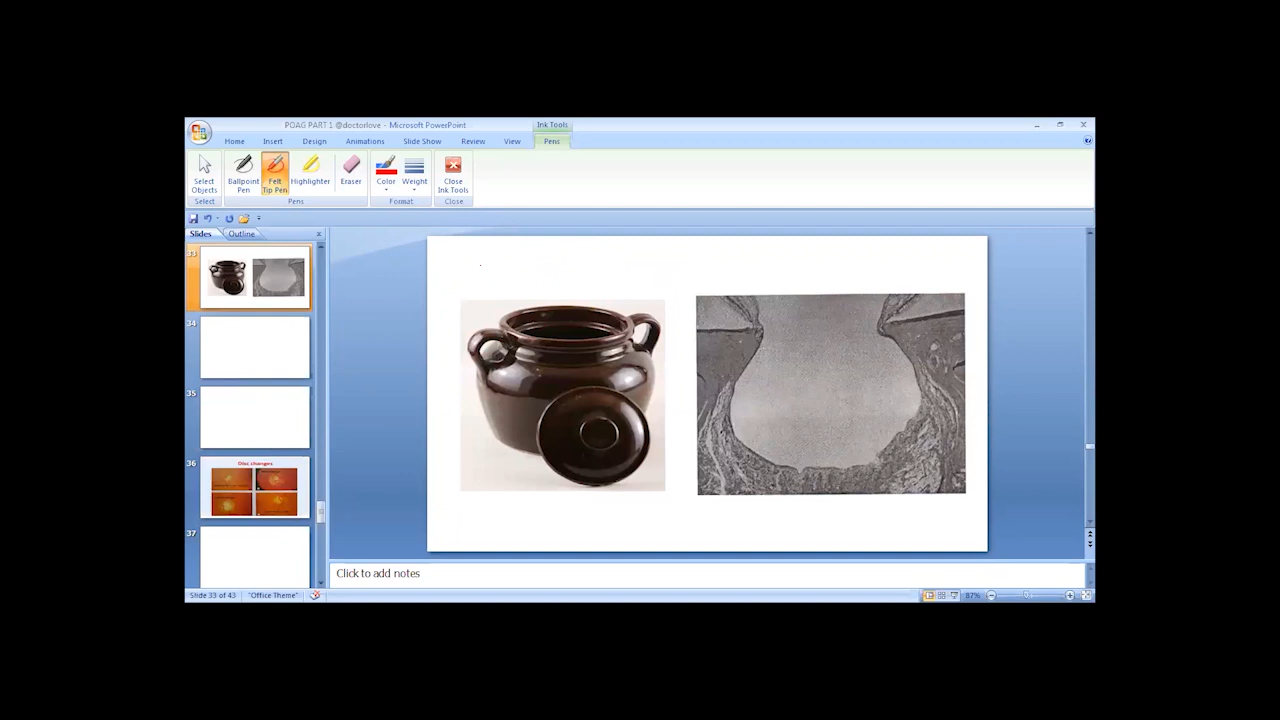 POAG PART 1 @doctorlove - Microsoft PowerPoint
Ink Tools
Home Insert Design Animations Slide Show Review View Pens
Select Objects
Ballpoint Pen
Felt Tip Pen
Highlighter
Eraser
Color
Weight
Close Ink Tools
Select Pens Format Close
Slides Outline
33
34
35
36
Disc changes
37
Click to add notes
Slide 33 of 43 "Office Theme" 87%